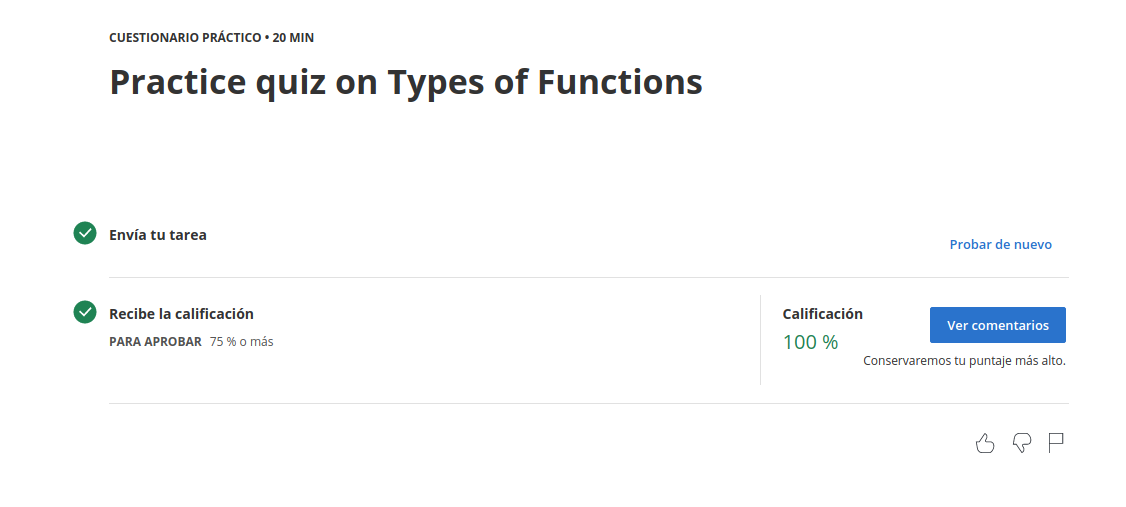 CUESTIONARIO PRÁCTICO • 20 MIN
Practice quiz on Types of Functions
Envía tu tarea
Probar de nuevo
Recibe la calificación
PARA APROBAR 75 % o más
Calificación
100 %
Ver comentarios
Conservaremos tu puntaje más alto.